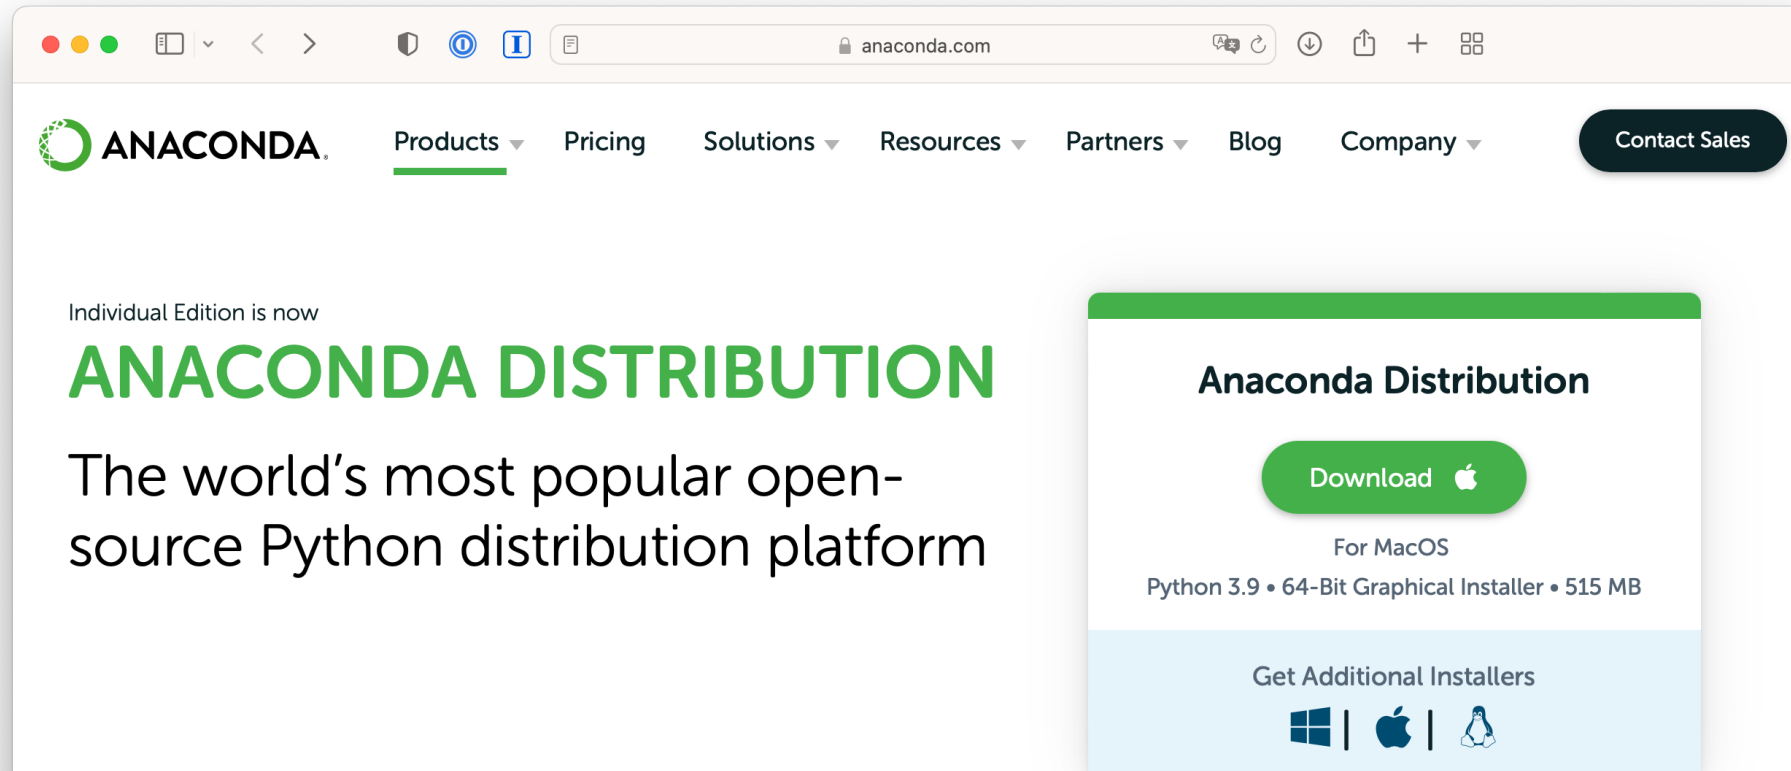 anaconda.com
ANACONDA.
Products
Pricing
Solutions
Resources
Partners
Blog
Company
Contact Sales
Individual Edition is now
ANACONDA DISTRIBUTION
The world's most popular open-
source Python distribution platform
Anaconda Distribution
Download
For MacOS
Python 3.9 • 64-Bit Graphical Installer • 515 MB
Get Additional Installers